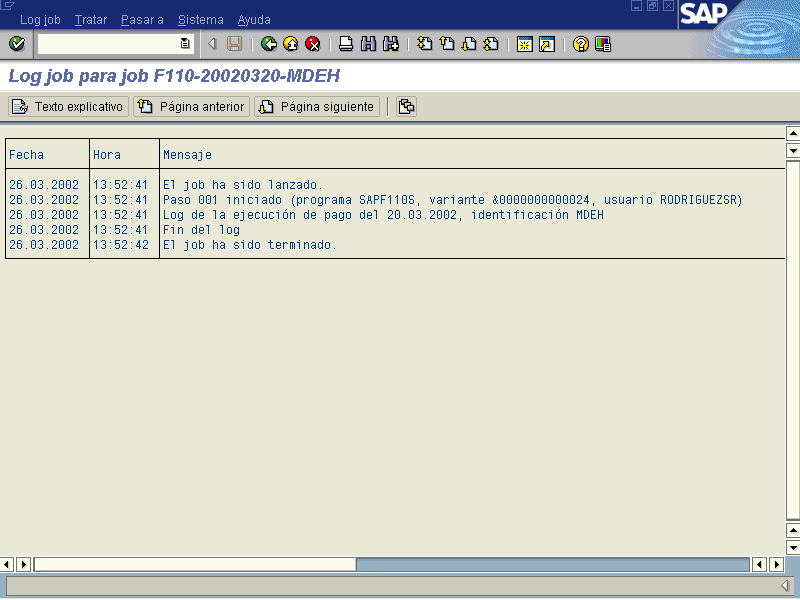 Log job Tratar Pasar a Sistema Ayuda
SAP
Log job para job F110-20020320-MDEH
Texto explicativo Página anterior Página siguiente
Fecha Hora Mensaje
26.03.2002 13:52:41 El job ha sido lanzado.
26.03.2002 13:52:41 Paso 001 iniciado (programa SAPF110S, variante &0000000000024, usuario RODRIGUEZSR)
26.03.2002 13:52:41 Log de la ejecución de pago del 20.03.2002, identificación MDEH
26.03.2002 13:52:41 Fin del log
26.03.2002 13:52:42 El job ha sido terminado.